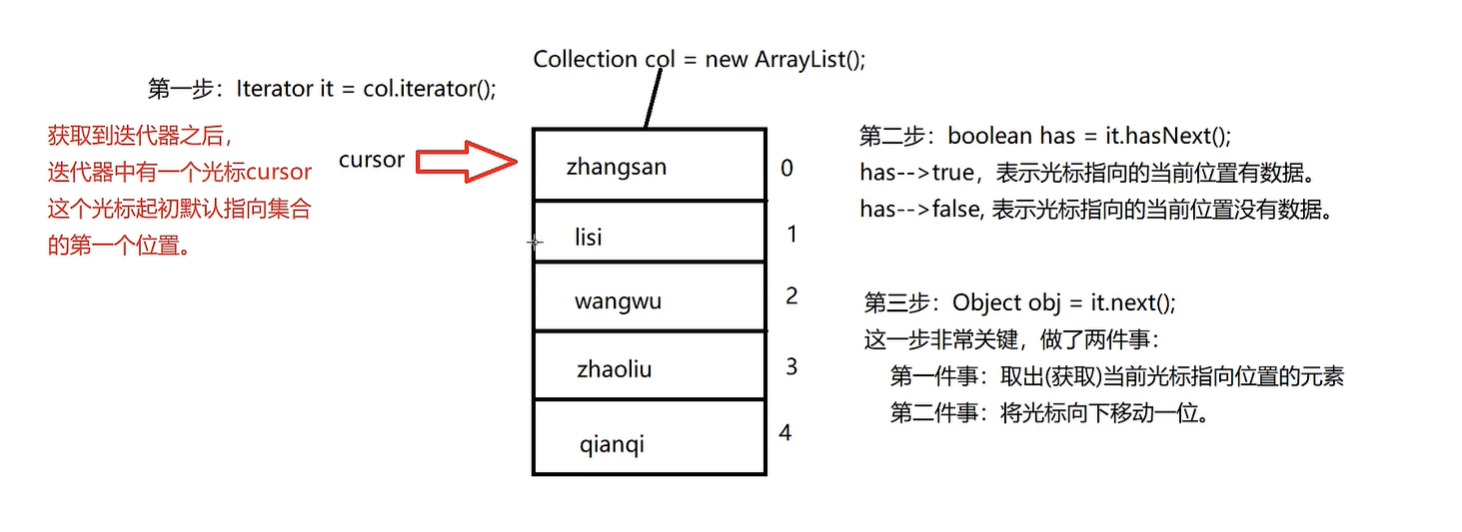 Collection col = new ArrayList();
第一步：Iterator it = col.iterator();
获取到迭代器之后，
迭代器中有一个光标cursor
这个光标起初默认指向集合
的第一个位置。
cursor
zhangsan
0
lisi
1
wangwu
2
zhaoliu
3
qianqi
4
第二步：boolean has = it.hasNext();
has-->true，表示光标指向的当前位置有数据。
has-->false, 表示光标指向的当前位置没有数据。
第三步：Object obj = it.next();
这一步非常关键，做了两件事：
第一件事：取出(获取)当前光标指向位置的元素
第二件事：将光标向下移动一位。